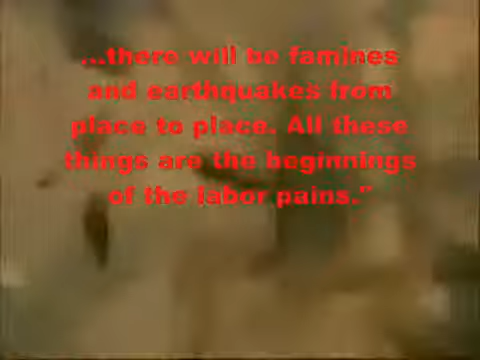 ...there will be famines
and earthquakes from
place to place. All these
things are the beginnings
of the labor pains."